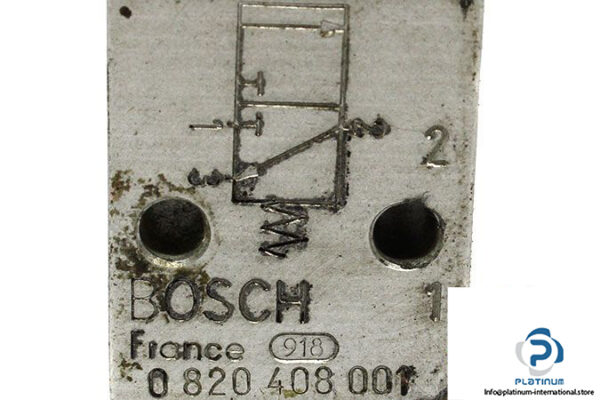 2
BOSCH 1
France 918
0 820 408 001
PLATINUM
Info@platinum-international.store